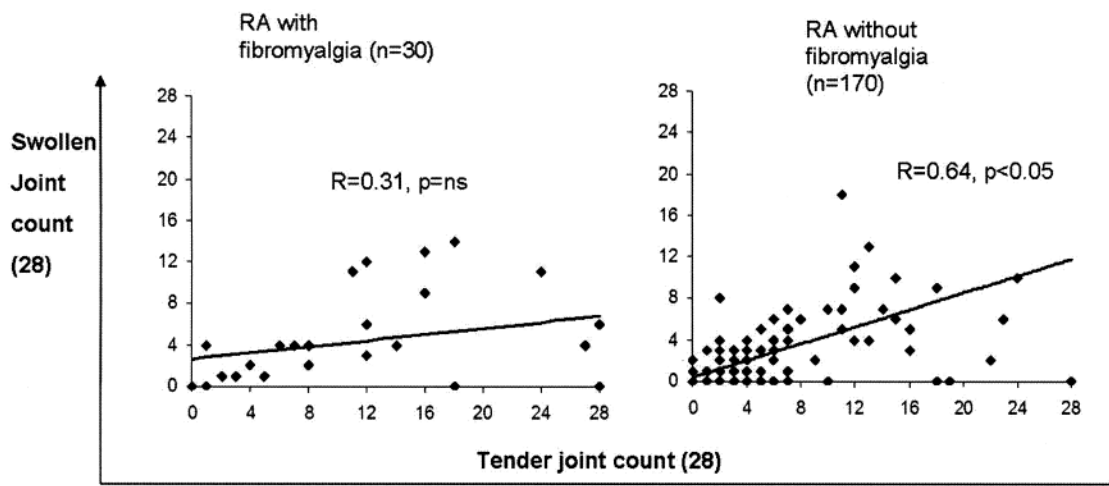 RA with
fibromyalgia (n=30)
RA without
fibromyalgia
(n=170)
Swollen
Joint
count
(28)
28
24
20
16
12
8
4
0
R=0.31, p=ns
0 4 8 12 16 20 24 28
28
24
20
16
12
8
4
0
R=0.64, p<0.05
0 4 8 12 16 20 24 28
Tender joint count (28)